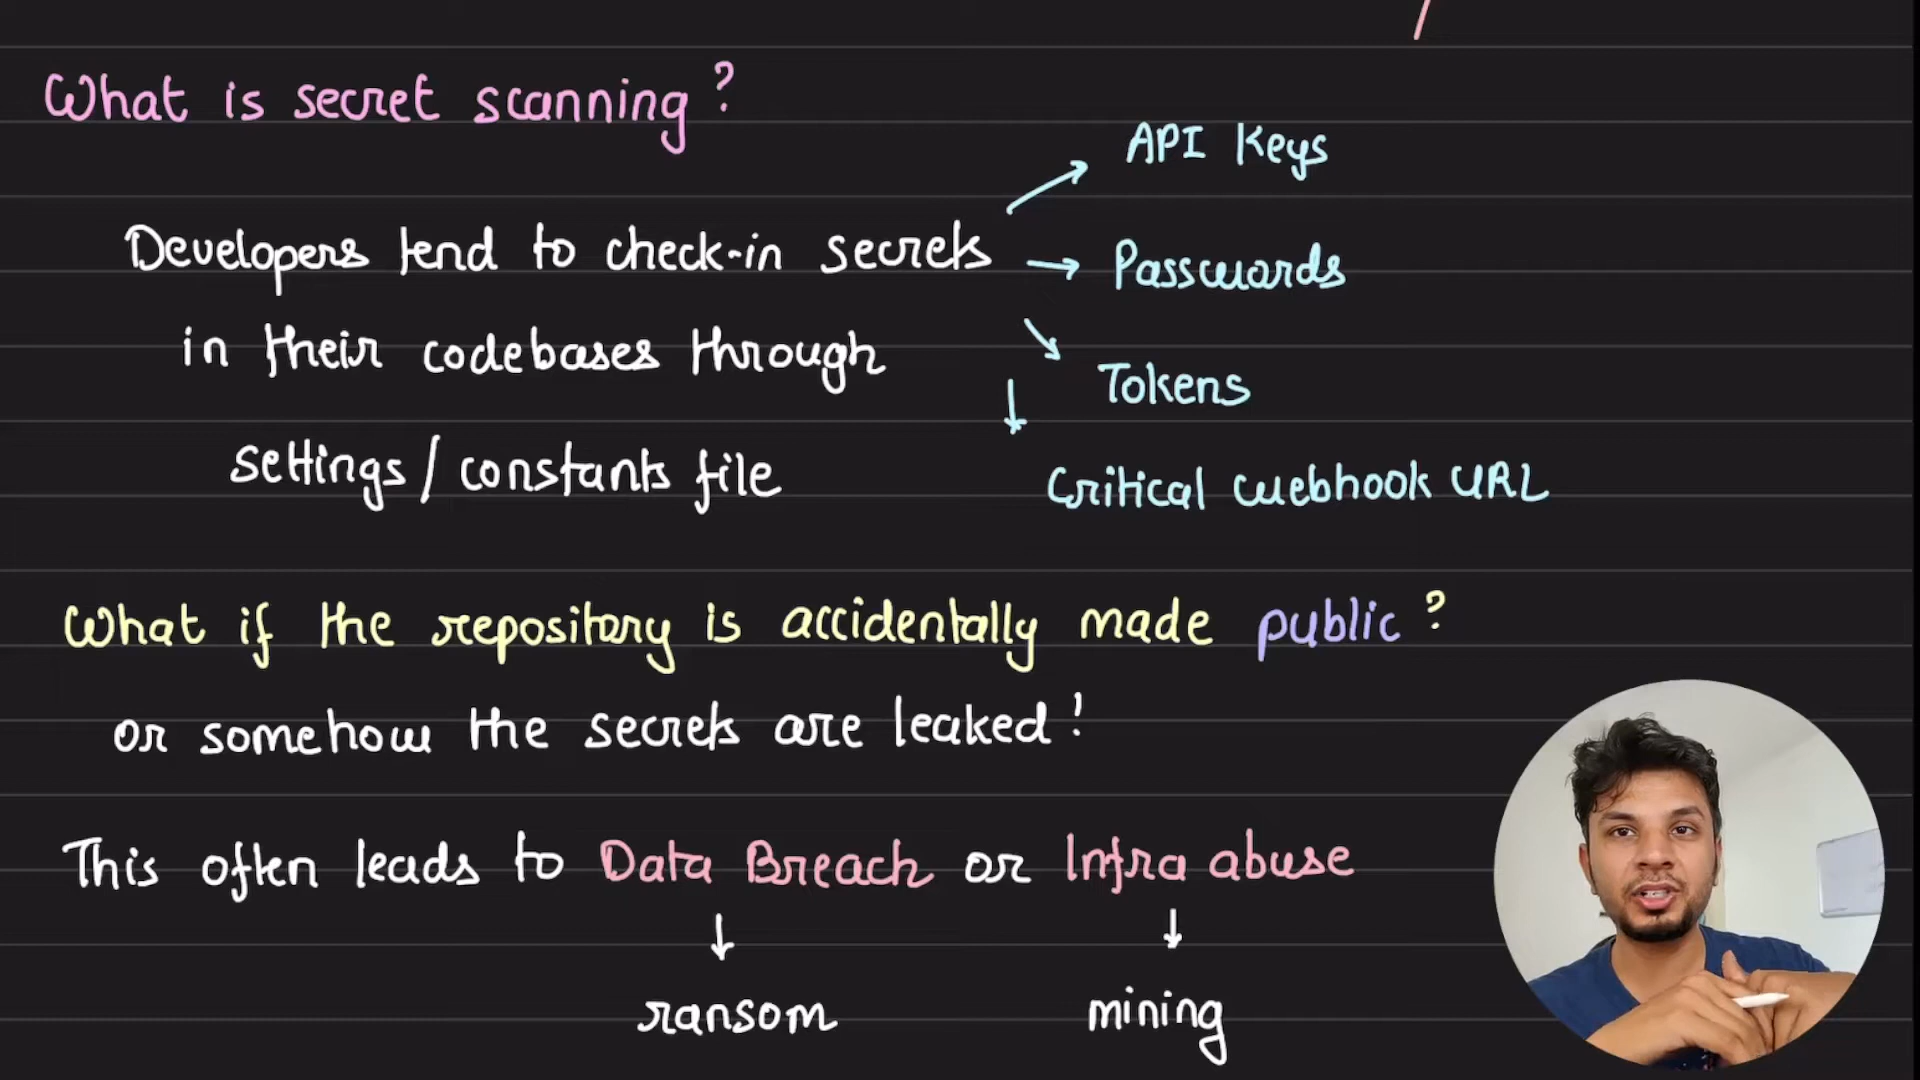 What is secret scanning?
API Keys
Developers tend to check-in secrets
Passwords
in their codebases through
Tokens
settings/constants file
Critical webhook URL
What if the repository is accidentally made public?
or somehow the secrets are leaked!
This often leads to Data Breach or Infra abuse
ransom
mining